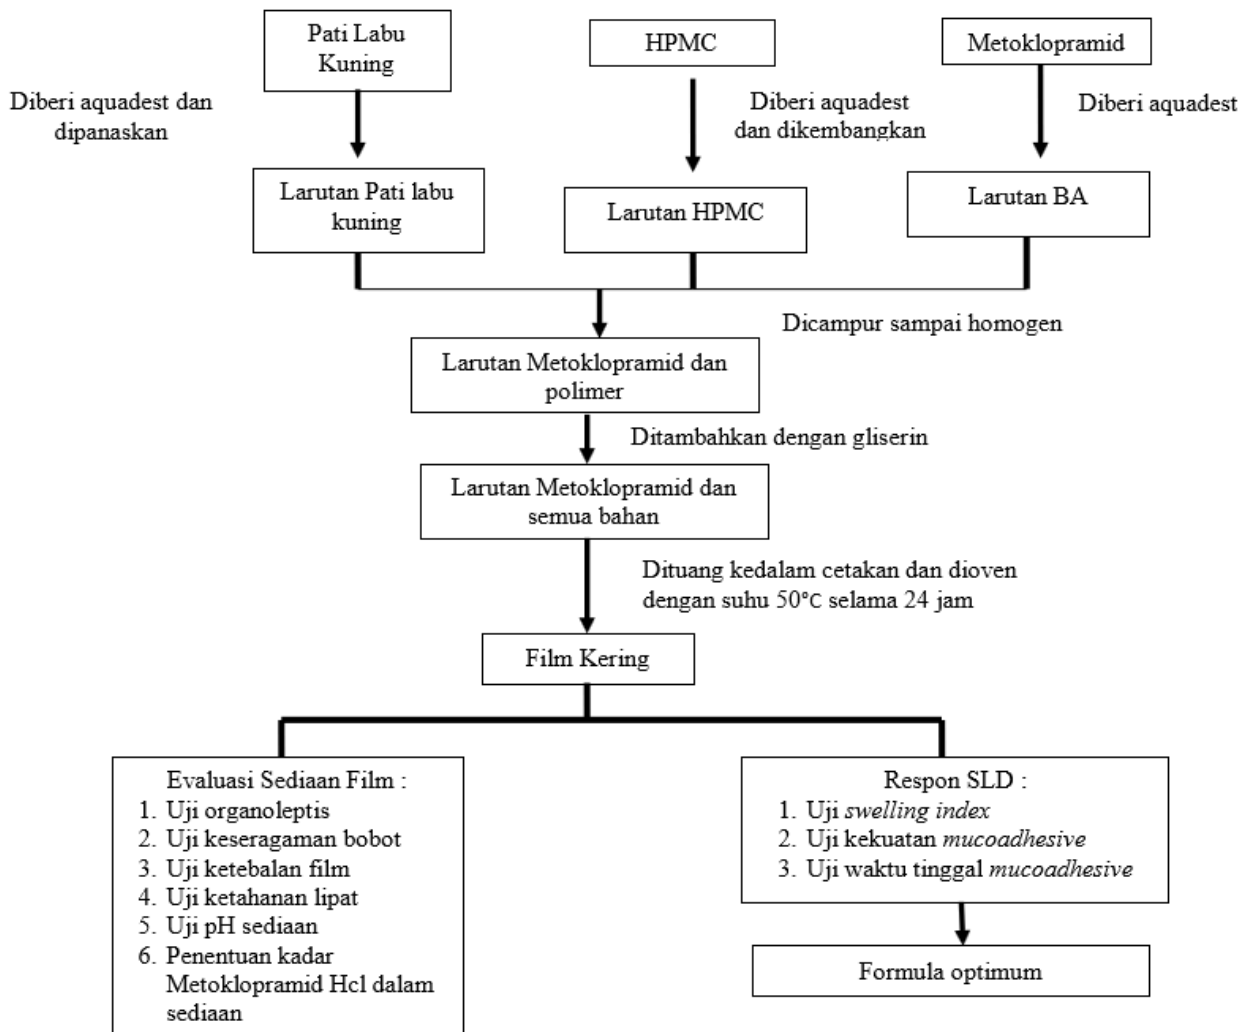 Pati Labu
Kuning
HPMC
Metoklopramid
Diberi aquadest dan
dipanaskan
Diberi aquadest
dan dikembangkan
Diberi aquadest
Larutan Pati labu
kuning
Larutan HPMC
Larutan BA
Dicampur sampai homogen
Larutan Metoklopramid dan
polimer
Ditambahkan dengan gliserin
Larutan Metoklopramid dan
semua bahan
Dituang kedalam cetakan dan dioven
dengan suhu 50°C selama 24 jam
Film Kering
Evaluasi Sediaan Film :
1. Uji organoleptis
2. Uji keseragaman bobot
3. Uji ketebalan film
4. Uji ketahanan lipat
5. Uji pH sediaan
6. Penentuan kadar
Metoklopramid Hcl dalam
sediaan
Respon SLD :
1. Uji swelling index
2. Uji kekuatan mucoadhesive
3. Uji waktu tinggal mucoadhesive
Formula optimum